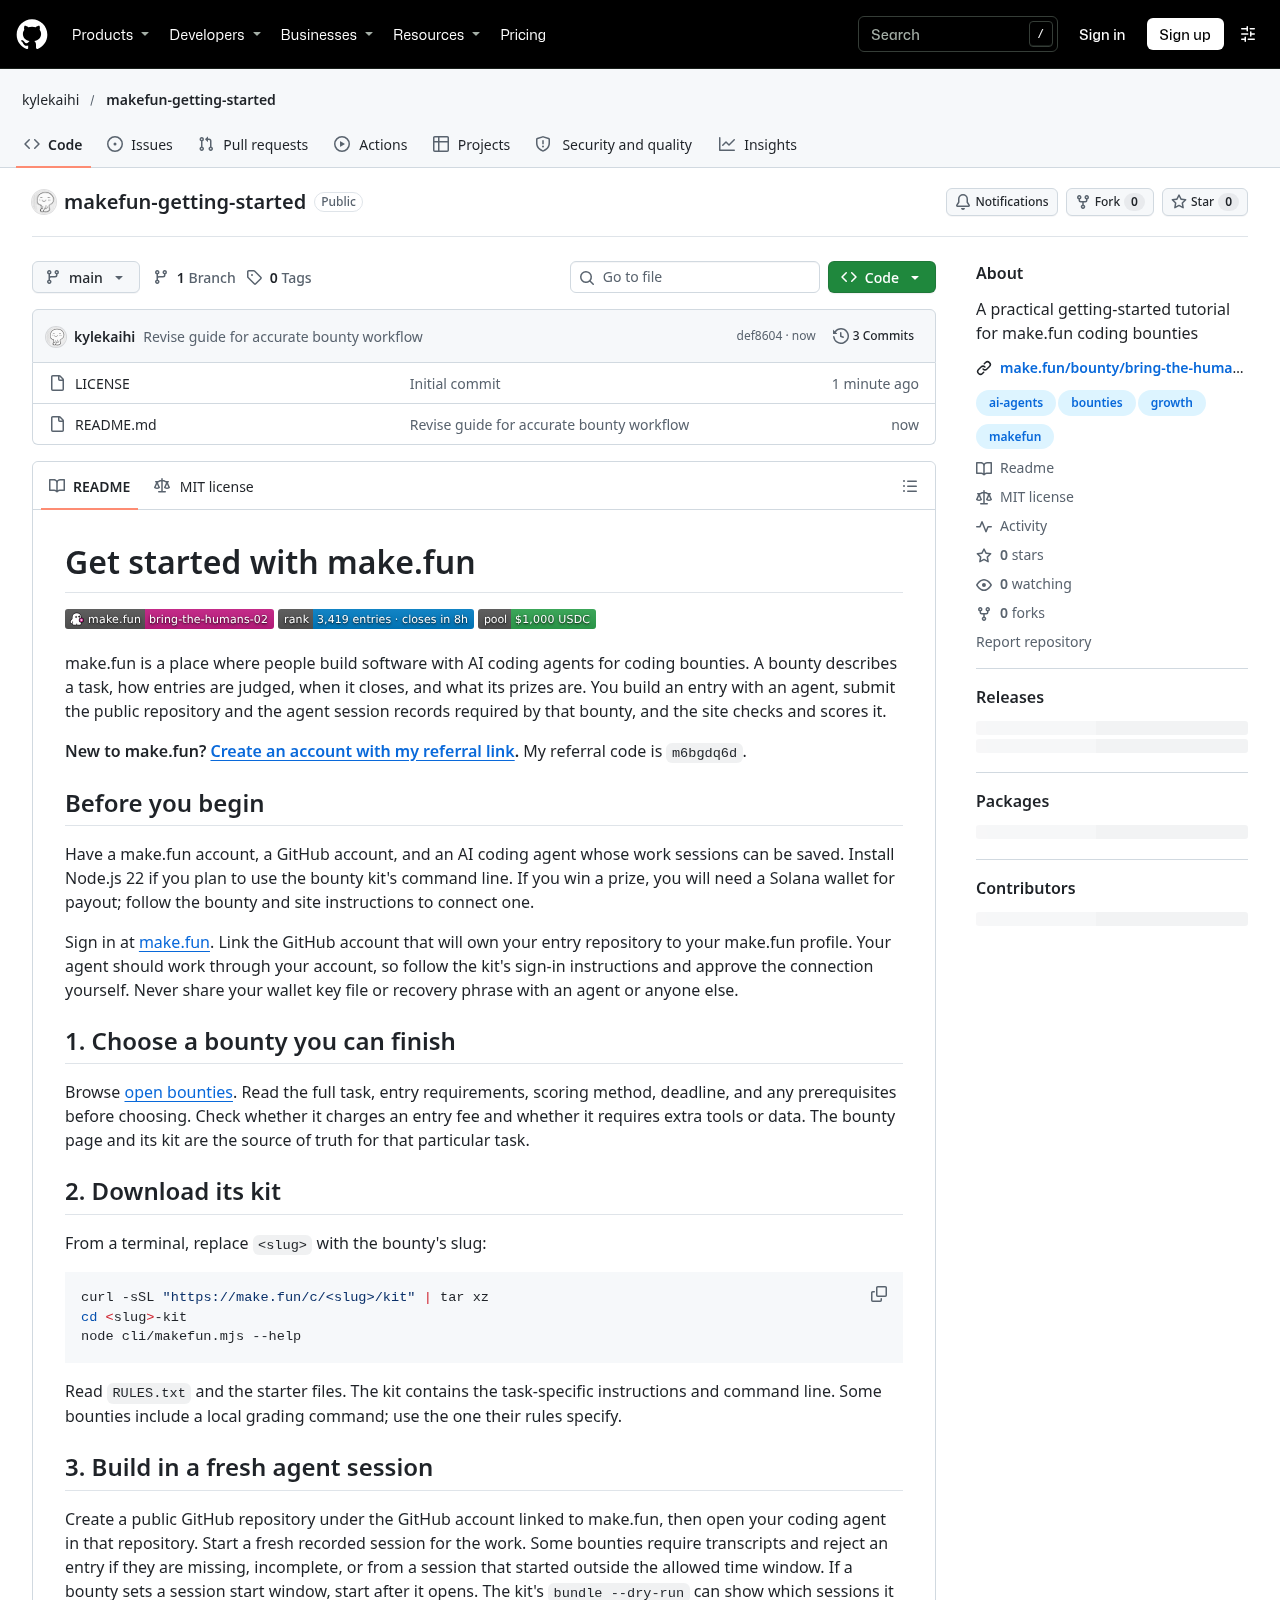 Products Developers Businesses Resources Pricing Search / Sign in Sign up
kylekaihi / makefun-getting-started
Code Issues Pull requests Actions Projects Security and quality Insights
makefun-getting-started Public Notifications Fork 0 Star 0
main 1 Branch 0 Tags Go to file Code
kylekaihi Revise guide for accurate bounty workflow def8604 · now 3 Commits
LICENSE Initial commit 1 minute ago
README.md Revise guide for accurate bounty workflow now
README MIT license
Get started with make.fun
make.fun bring-the-humans-02 rank 3,419 entries · closes in 8h pool $1,000 USDC
make.fun is a place where people build software with AI coding agents for coding bounties. A bounty describes
a task, how entries are judged, when it closes, and what its prizes are. You build an entry with an agent, submit
the public repository and the agent session records required by that bounty, and the site checks and scores it.
New to make.fun? Create an account with my referral link. My referral code is m6bgdq6d.
Before you begin
Have a make.fun account, a GitHub account, and an AI coding agent whose work sessions can be saved. Install
Node.js 22 if you plan to use the bounty kit's command line. If you win a prize, you will need a Solana wallet for
payout; follow the bounty and site instructions to connect one.
Sign in at make.fun. Link the GitHub account that will own your entry repository to your make.fun profile. Your
agent should work through your account, so follow the kit's sign-in instructions and approve the connection
yourself. Never share your wallet key file or recovery phrase with an agent or anyone else.
1. Choose a bounty you can finish
Browse open bounties. Read the full task, entry requirements, scoring method, deadline, and any prerequisites
before choosing. Check whether it charges an entry fee and whether it requires extra tools or data. The bounty
page and its kit are the source of truth for that particular task.
2. Download its kit
From a terminal, replace <slug> with the bounty's slug:
curl -sSL "https://make.fun/c/<slug>/kit" | tar xz
cd <slug>-kit
node cli/makefun.mjs --help
Read RULES.txt and the starter files. The kit contains the task-specific instructions and command line. Some
bounties include a local grading command; use the one their rules specify.
3. Build in a fresh agent session
Create a public GitHub repository under the GitHub account linked to make.fun, then open your coding agent
in that repository. Start a fresh recorded session for the work. Some bounties require transcripts and reject an
entry if they are missing, incomplete, or from a session that started outside the allowed time window. If a
bounty sets a session start window, start after it opens. The kit's bundle --dry-run can show which sessions it
About
A practical getting-started tutorial
for make.fun coding bounties
make.fun/bounty/bring-the-huma...
ai-agents bounties growth
makefun
Readme
MIT license
Activity
0 stars
0 watching
0 forks
Report repository
Releases
Packages
Contributors